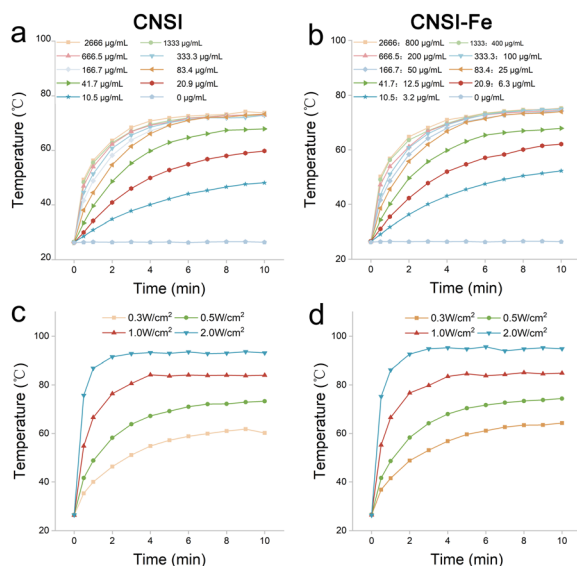 CNSI
CNSI-Fe
a
2666 μg/mL
1333 μg/mL
666.5 μg/mL
333.3 μg/mL
166.7 μg/mL
83.4 μg/mL
41.7 μg/mL
20.9 μg/mL
10.5 μg/mL
0 μg/mL
Temperature (℃)
100
80
60
40
20
0
2
4
6
8
10
Time (min)
b
2666：800 μg/mL
1333：400 μg/mL
666.5：200 μg/mL
333.3：100 μg/mL
166.7：50 μg/mL
83.4：25 μg/mL
41.7：12.5 μg/mL
20.9：6.3 μg/mL
10.5：3.2 μg/mL
0 μg/mL
Temperature (℃)
100
80
60
40
20
0
2
4
6
8
10
Time (min)
c
0.3W/cm²
0.5W/cm²
1.0W/cm²
2.0W/cm²
Temperature (℃)
100
80
60
40
20
0
2
4
6
8
10
Time (min)
d
0.3W/cm²
0.5W/cm²
1.0W/cm²
2.0W/cm²
Temperature (℃)
100
80
60
40
20
0
2
4
6
8
10
Time (min)